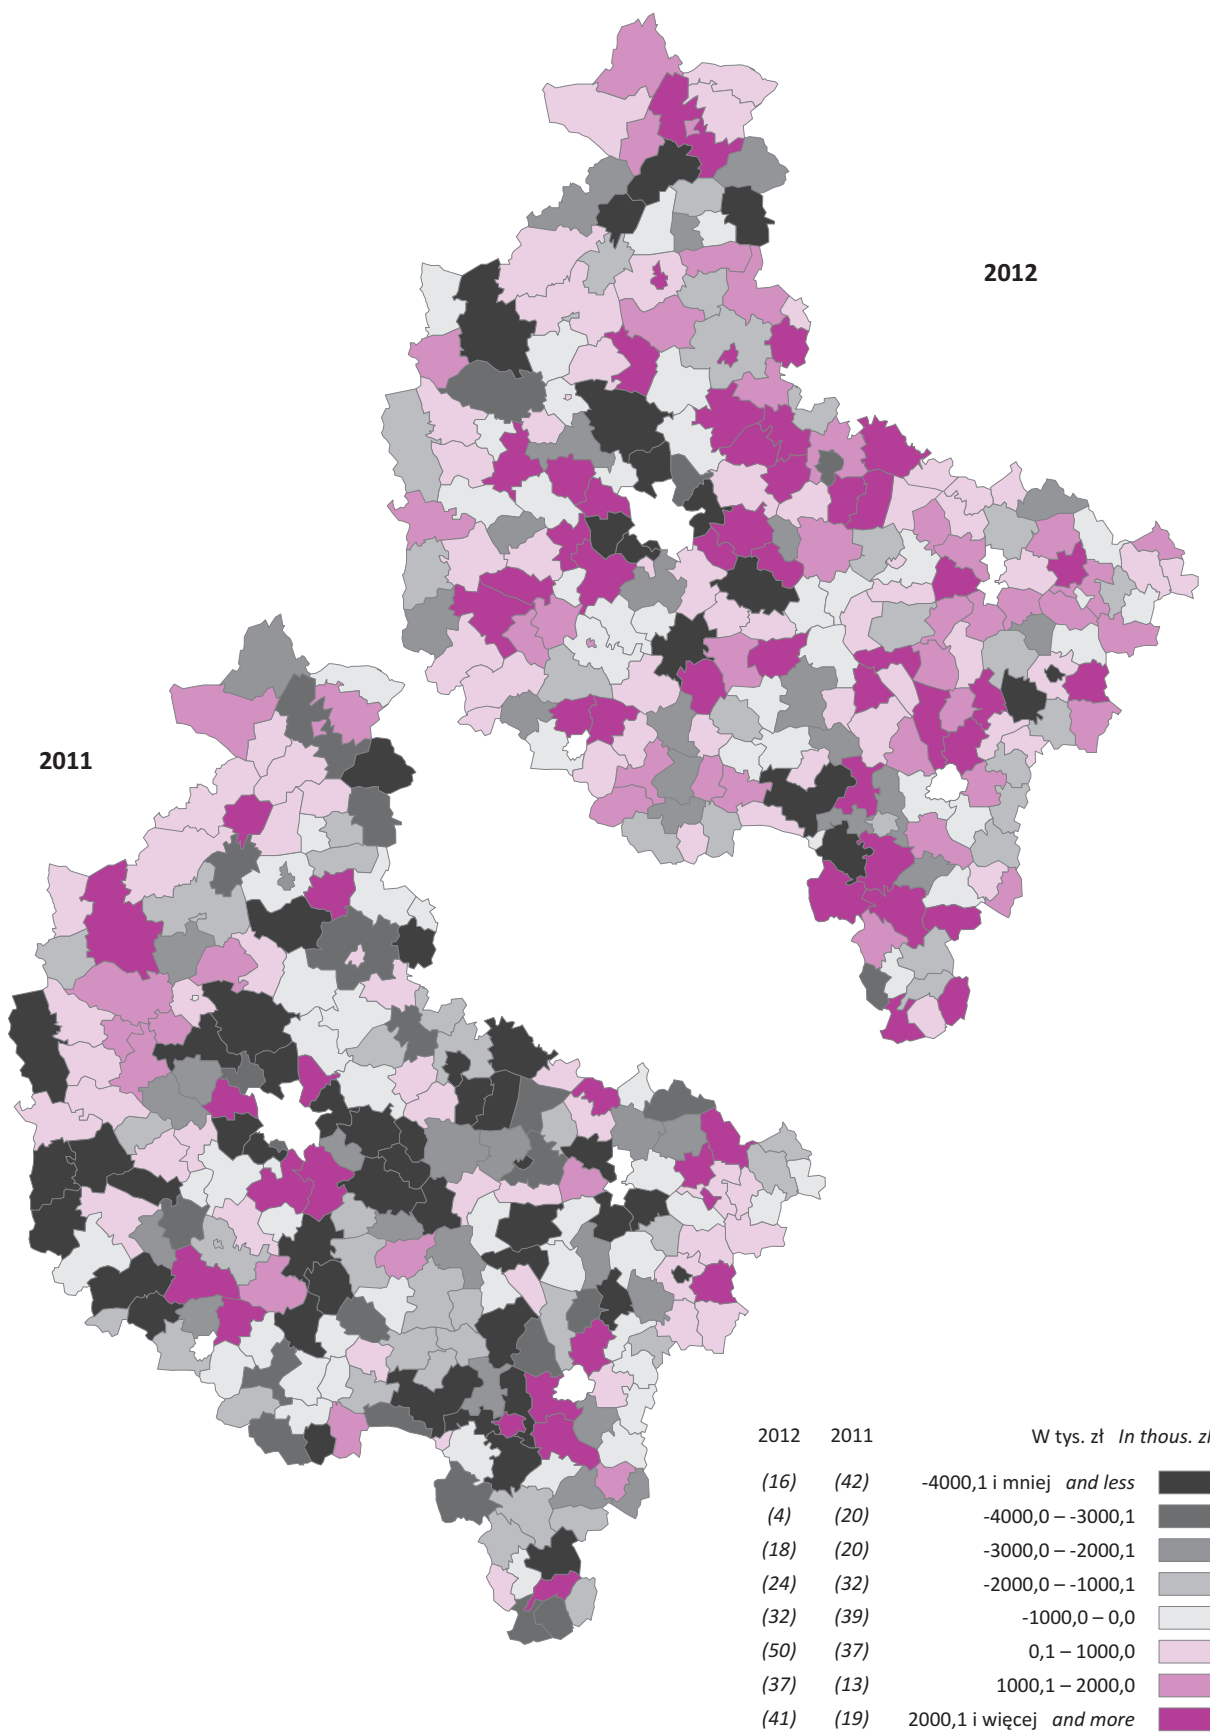 2012
2011
2012 2011 W tys. zł In thous. zł
(16) (42) -4000,1 i mniej and less
(4) (20) -4000,0 – -3000,1
(18) (20) -3000,0 – -2000,1
(24) (32) -2000,0 – -1000,1
(32) (39) -1000,0 – 0,0
(50) (37) 0,1 – 1000,0
(37) (13) 1000,1 – 2000,0
(41) (19) 2000,1 i więcej and more